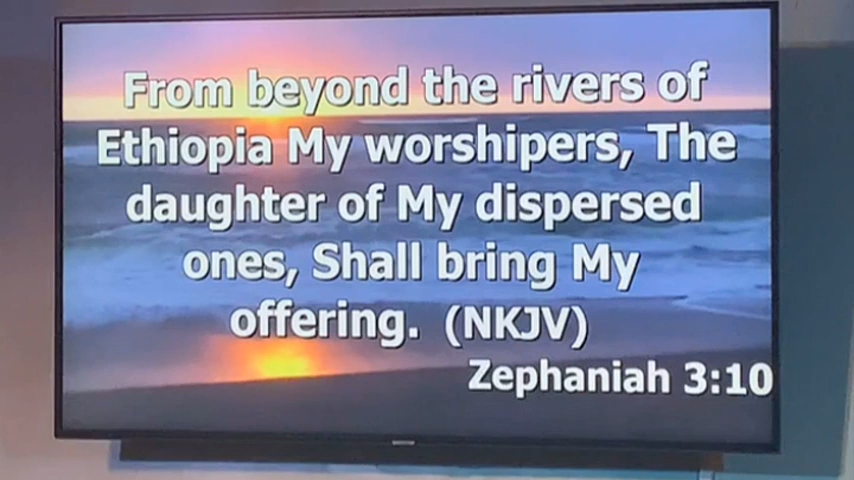 From beyond the rivers of
Ethiopia My worshipers, The
daughter of My dispersed
ones, Shall bring My
offering. (NKJV)
Zephaniah 3:10